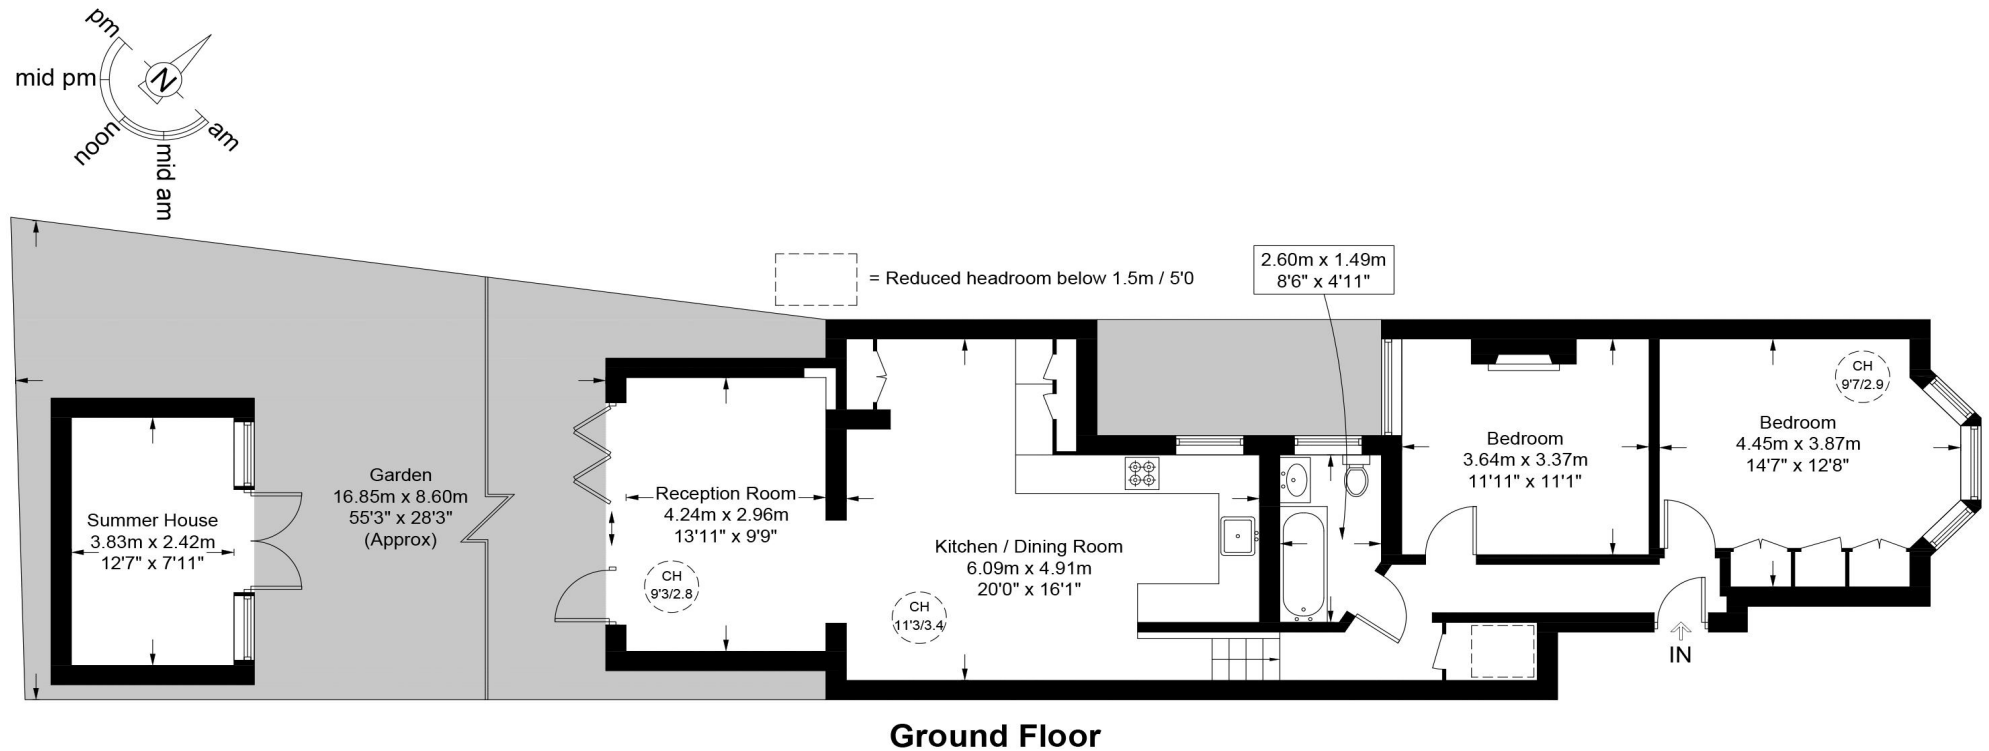 pm
mid pm
N
noon
mid am
am
= Reduced headroom below 1.5m / 5'0
2.60m x 1.49m
8'6" x 4'11"
CH
9'7/2.9
Bedroom
4.45m x 3.87m
14'7" x 12'8"
Bedroom
3.64m x 3.37m
11'11" x 11'1"
Garden
16.85m x 8.60m
55'3" x 28'3"
(Approx)
Reception Room
4.24m x 2.96m
13'11" x 9'9"
Summer House
3.83m x 2.42m
12'7" x 7'11"
Kitchen / Dining Room
6.09m x 4.91m
20'0" x 16'1"
CH
9'3/2.8
CH
11'3/3.4
IN
Ground Floor